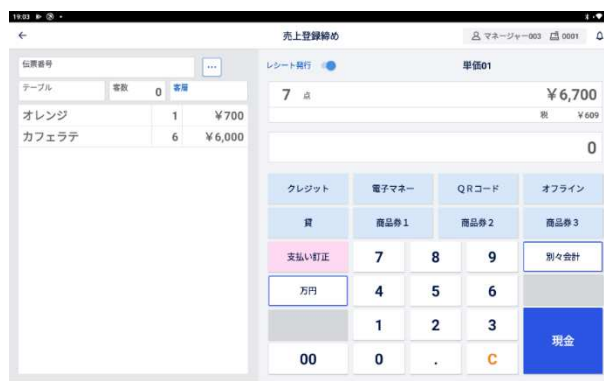 19:03
売上登録締め
マネージャー003
0001
伝票番号
...
テーブル
客数
0
客層
オレンジ 1 ¥700
カフェラテ 6 ¥6,000
レシート発行
単価01
7 点 ¥6,700
税 ¥609
0
クレジット 電子マネー QRコード オフライン
貸 商品券1 商品券2 商品券3
支払い訂正 7 8 9 別々会計
万円 4 5 6
1 2 3
現金
00 0 . C